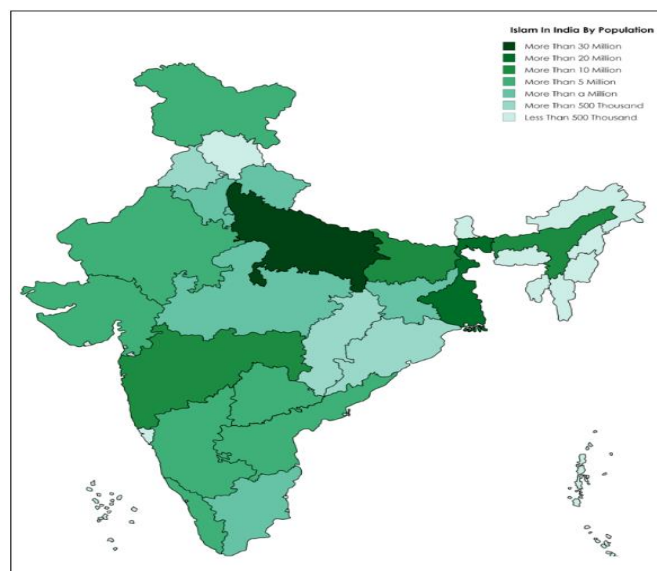 Islam In India By Population
More Than 30 Million
More Than 20 Million
More Than 10 Million
More Than 5 Million
More Than a Million
More Than 500 Thousand
Less Than 500 Thousand